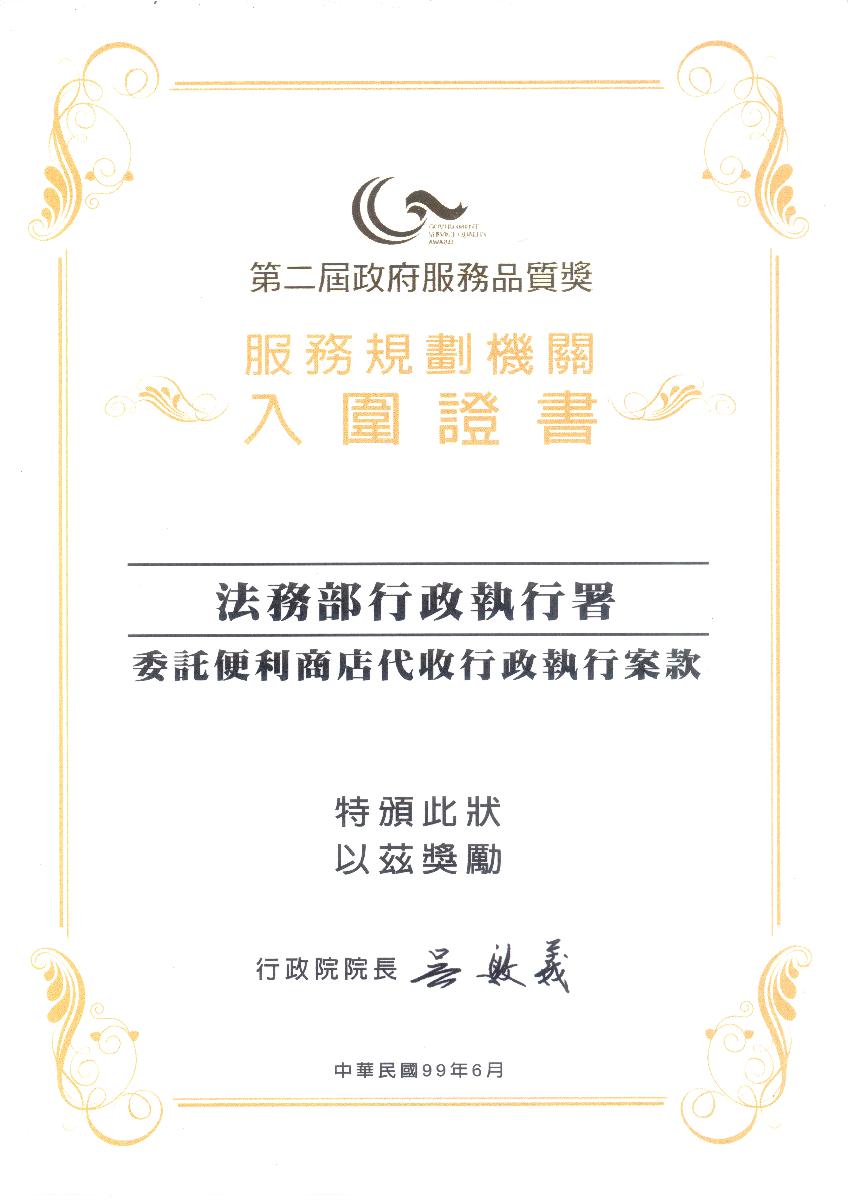 GOVERNMENT
SERVICE QUALITY
AWARD
第二屆政府服務品質獎
服務規劃機關
入圍證書
法務部行政執行署
委託便利商店代收行政執行案款
特頒此狀
以茲獎勵
行政院院長 吳敦義
中華民國99年6月